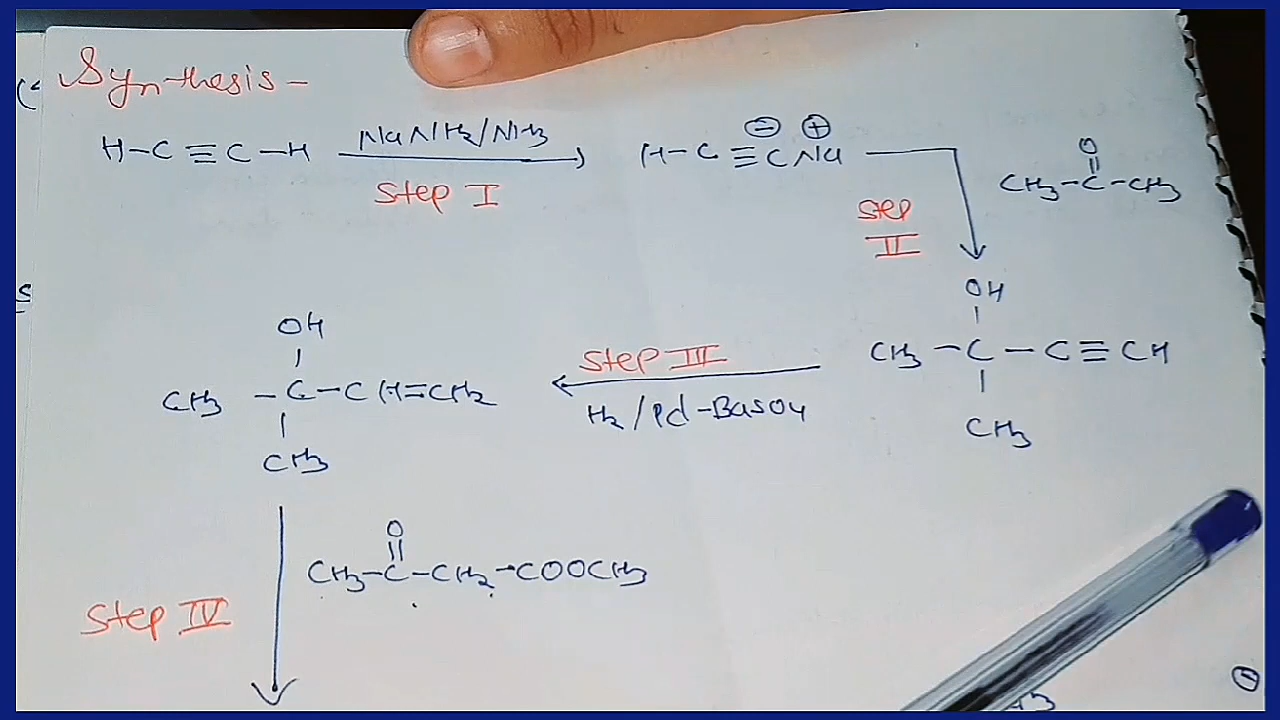 Synthesis -
H-C≡C-H NaNH2/NH3 Step I H-C≡C⊖Na⊕
Step II
O
||
CH3-C-CH3
OH
|
CH3-C-C≡CH
|
CH3
Step III
H2/Pd-BaSO4
OH
|
CH3-C-CH=CH2
|
CH3
Step IV
O
||
CH3-C-CH2-COOCH3